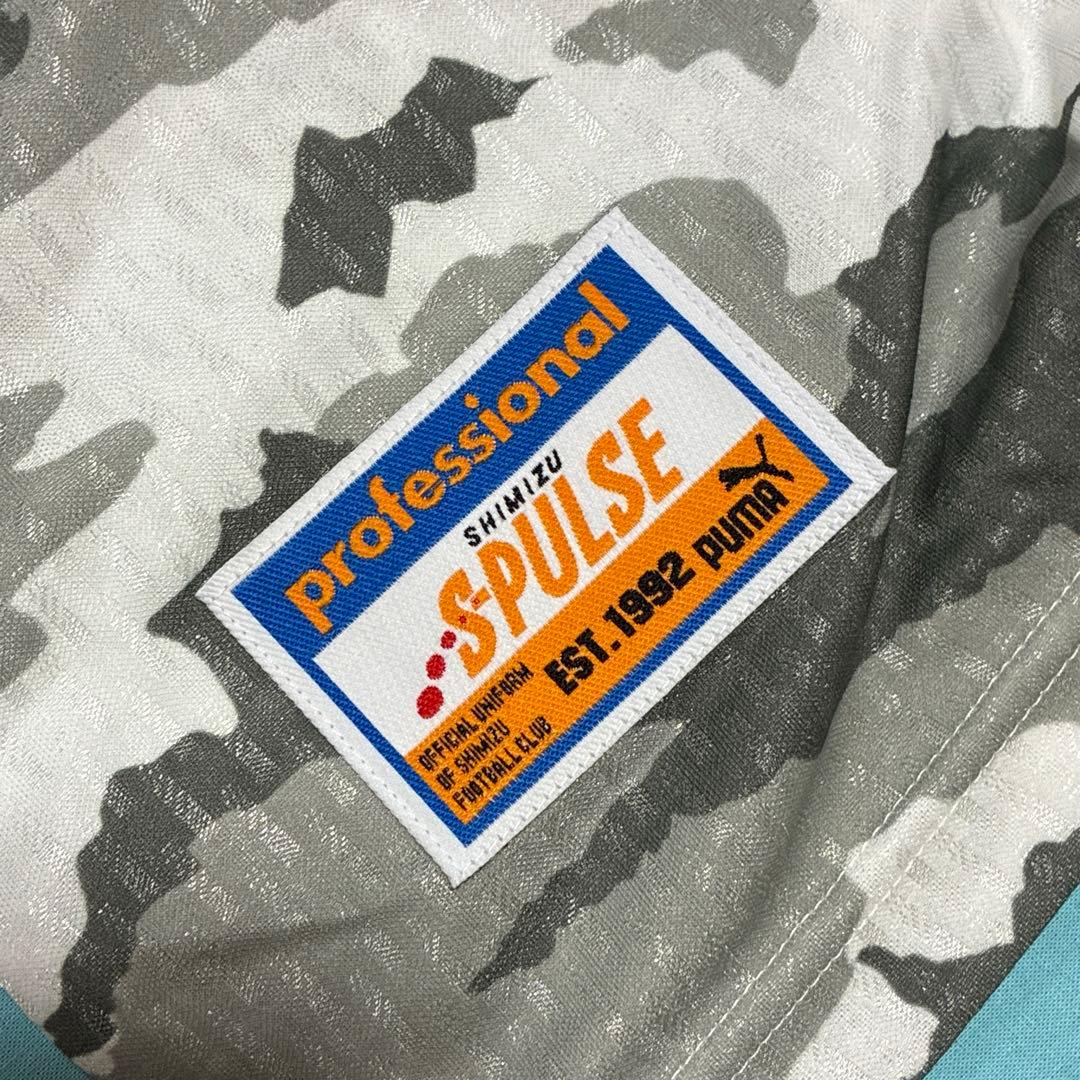 professional
SHIMIZU
S-PULSE
EST.1992 PUMA
OFFICIAL UNIFORM
OF SHIMIZU
FOOTBALL CLUB